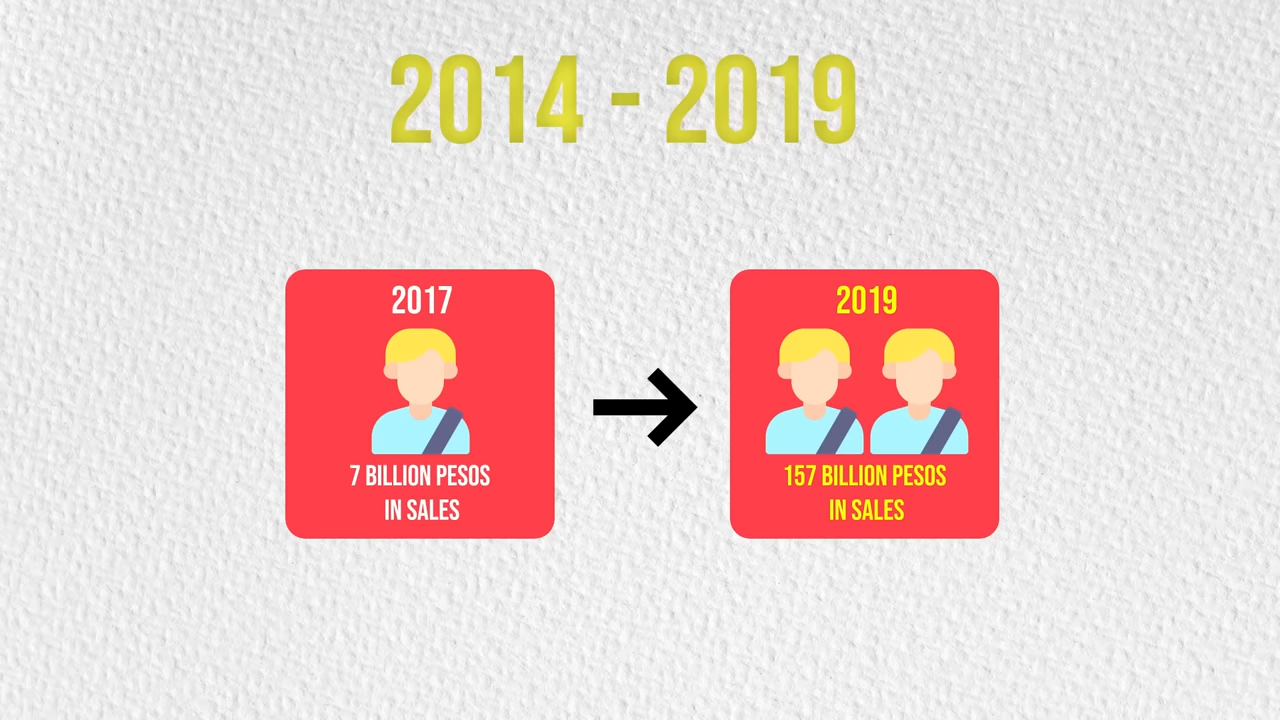 2014 - 2019
2017
7 BILLION PESOS
IN SALES
2019
157 BILLION PESOS
IN SALES